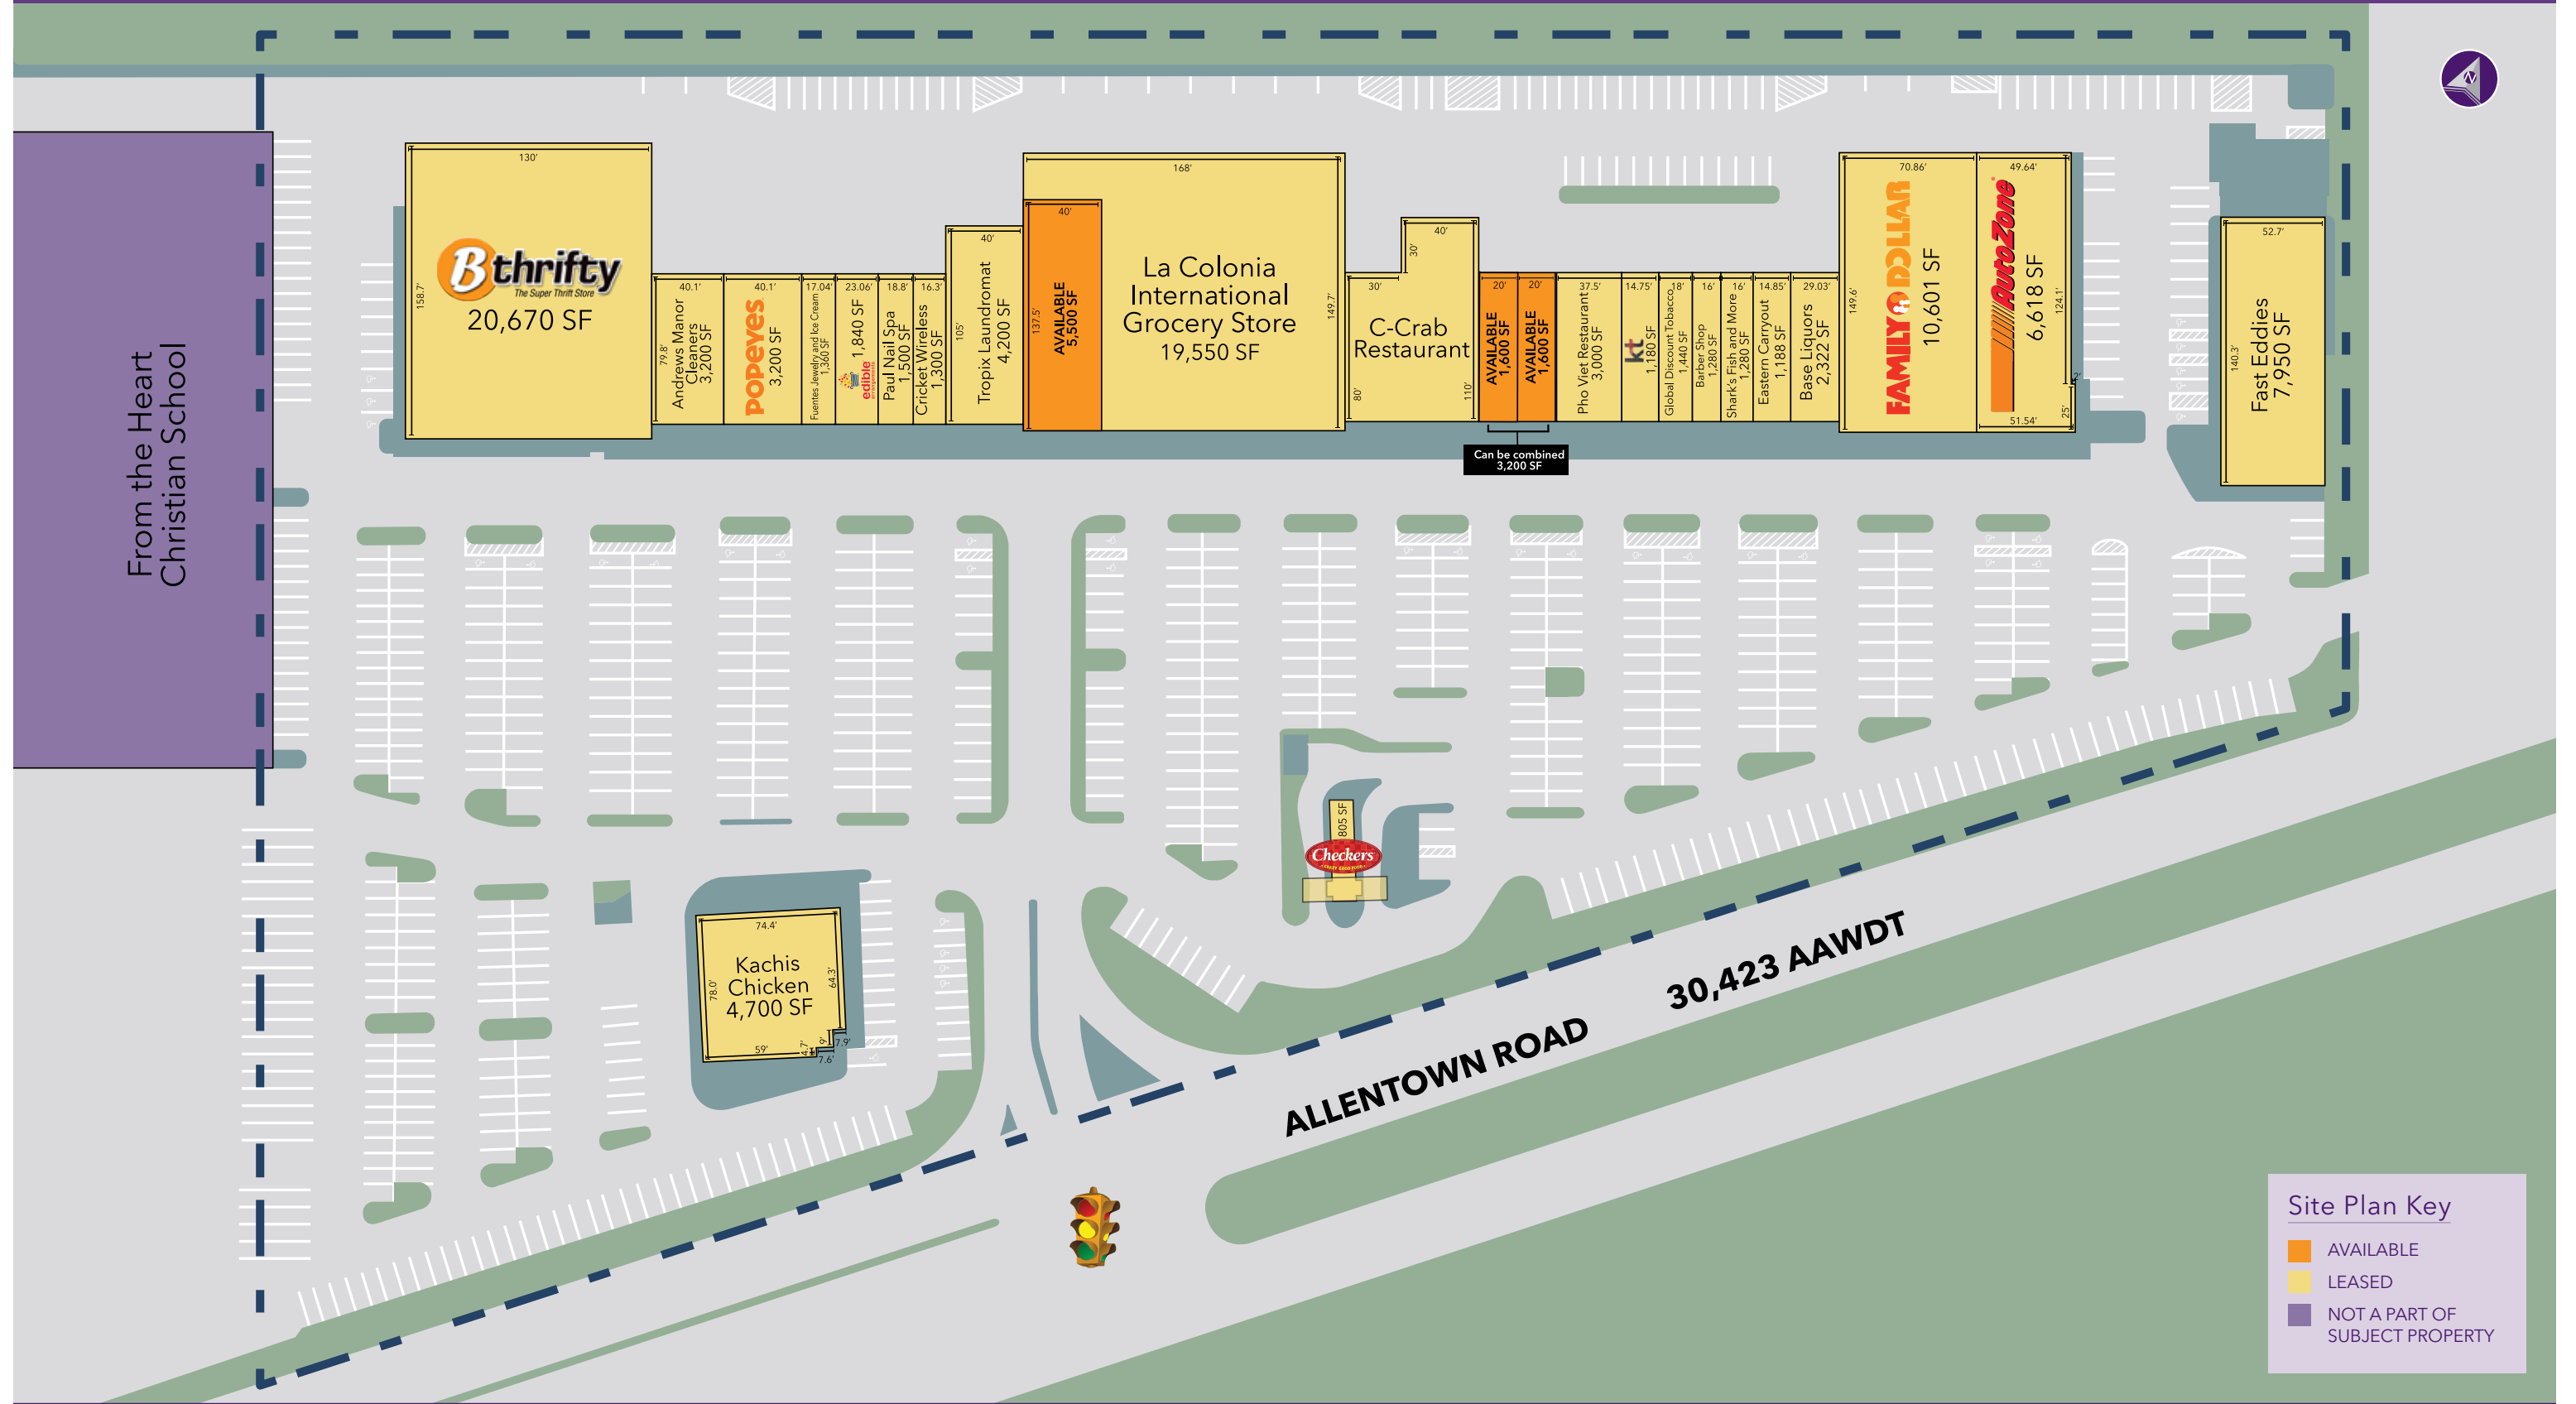 N
130'
158.7'
Bthrifty
The Super Thrift Store
20,670 SF
40.1'
79.8'
Andrews Manor
Cleaners
3,200 SF
40.1'
POPEYES
3,200 SF
17.04'
Fuentes Jewelry and Ice Cream
1,360 SF
23.06'
edible
1,840 SF
18.8'
Paul Nail Spa
1,500 SF
16.3'
Cricket Wireless
1,300 SF
40'
105'
Tropix Laundromat
4,200 SF
40'
137.5'
AVAILABLE
5,500 SF
168'
149.7'
La Colonia
International
Grocery Store
19,550 SF
30'
40'
30'
80'
110'
C-Crab
Restaurant
20'
AVAILABLE
1,600 SF
20'
AVAILABLE
1,600 SF
Can be combined
3,200 SF
37.5'
Pho Viet Restaurant
3,000 SF
14.75'
kt
1,180 SF
18'
Global Discount Tobacco
1,440 SF
16'
Barber Shop
1,280 SF
16'
Shark's Fish and More
1,280 SF
14.85'
Eastern Carryout
1,188 SF
29.03'
Base Liquors
2,322 SF
70.86'
149.6'
FAMILY DOLLAR
10,601 SF
49.64'
AutoZone
6,618 SF
124.1'
2'
25'
51.54'
52.7'
140.3'
Fast Eddies
7,950 SF
From the Heart
Christian School
805 SF
Checkers
74.4'
78.0'
64.3'
Kachis
Chicken
4,700 SF
59'
4.7'
9'
7.9'
7.6'
30,423 AAWDT
ALLENTOWN ROAD
Site Plan Key
AVAILABLE
LEASED
NOT A PART OF
SUBJECT PROPERTY